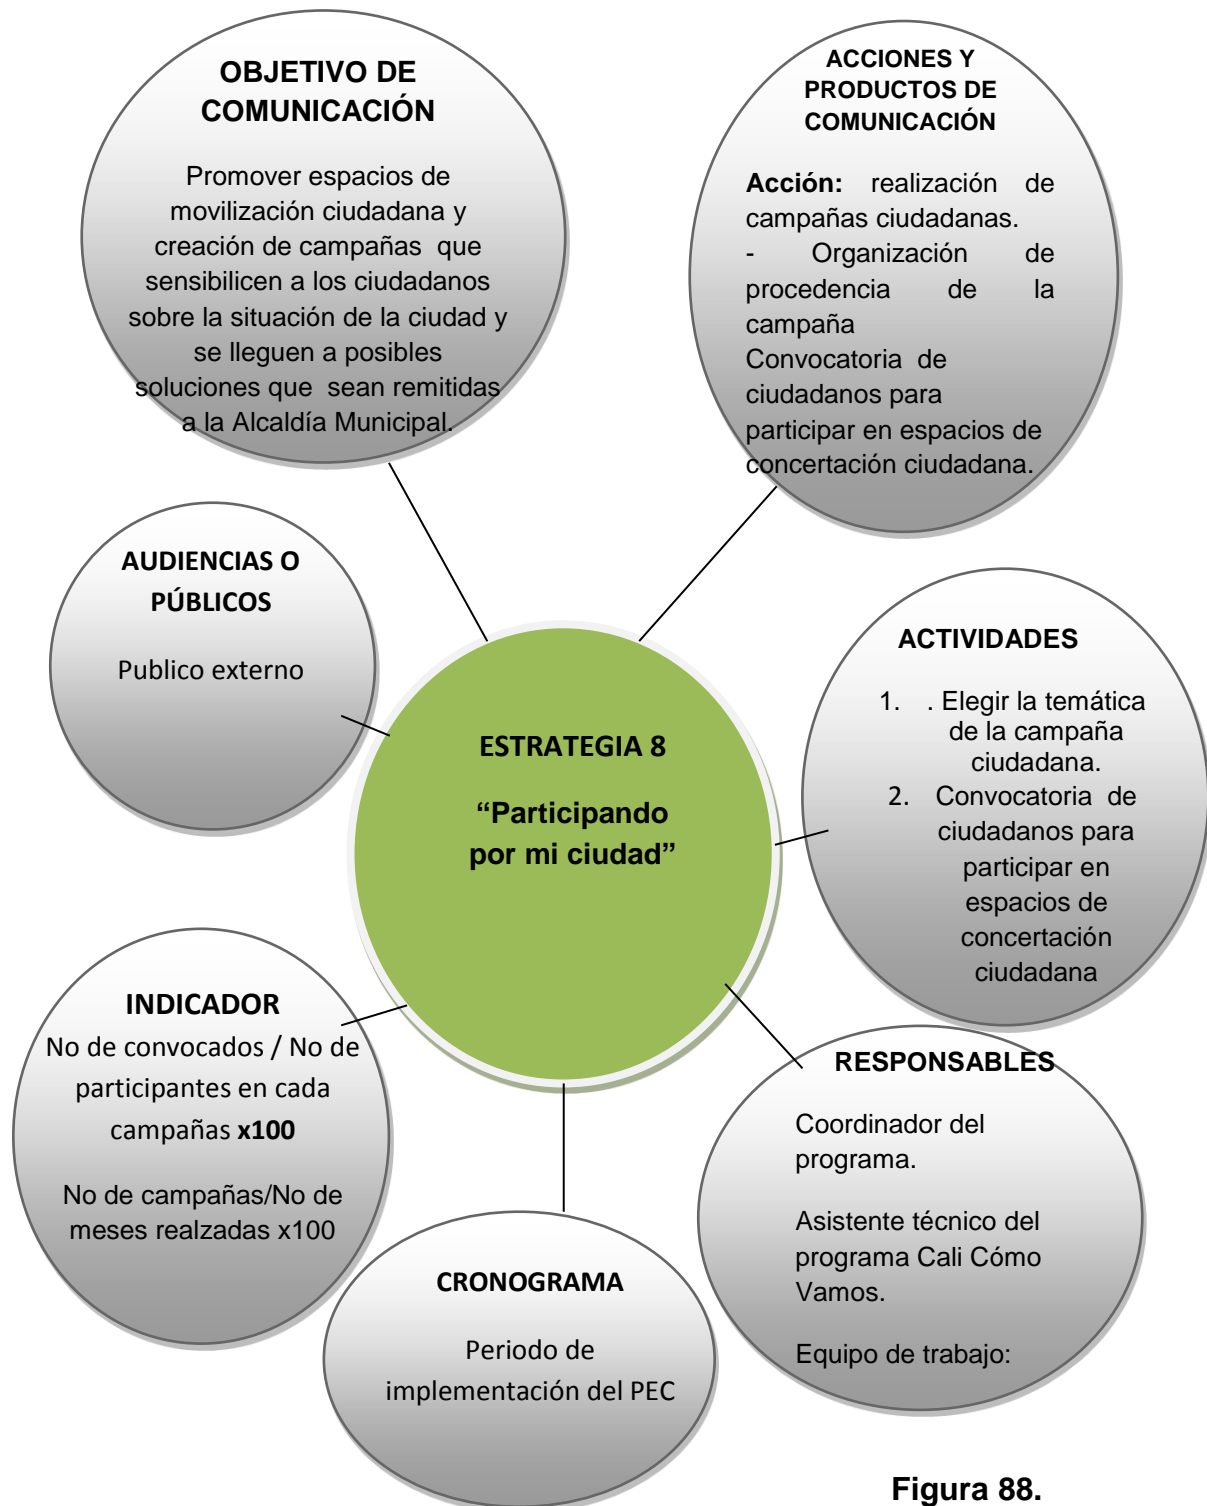 OBJETIVO DE
COMUNICACIÓN
Promover espacios de
movilización ciudadana y
creación de campañas que
sensibilicen a los ciudadanos
sobre la situación de la ciudad y
se lleguen a posibles
soluciones que sean remitidas
a la Alcaldía Municipal.
ACCIONES Y
PRODUCTOS DE
COMUNICACIÓN
Acción: realización de
campañas ciudadanas.
- Organización de
procedencia de la
campaña
Convocatoria de
ciudadanos para
participar en espacios de
concertación ciudadana.
AUDIENCIAS O
PÚBLICOS
Publico externo
ESTRATEGIA 8
“Participando
por mi ciudad”
ACTIVIDADES
1. . Elegir la temática
de la campaña
ciudadana.
2. Convocatoria de
ciudadanos para
participar en
espacios de
concertación
ciudadana
INDICADOR
No de convocados / No de
participantes en cada
campañas x100
No de campañas/No de
meses realzadas x100
RESPONSABLES
Coordinador del
programa.
Asistente técnico del
programa Cali Cómo
Vamos.
Equipo de trabajo:
CRONOGRAMA
Periodo de
implementación del PEC
Figura 88.